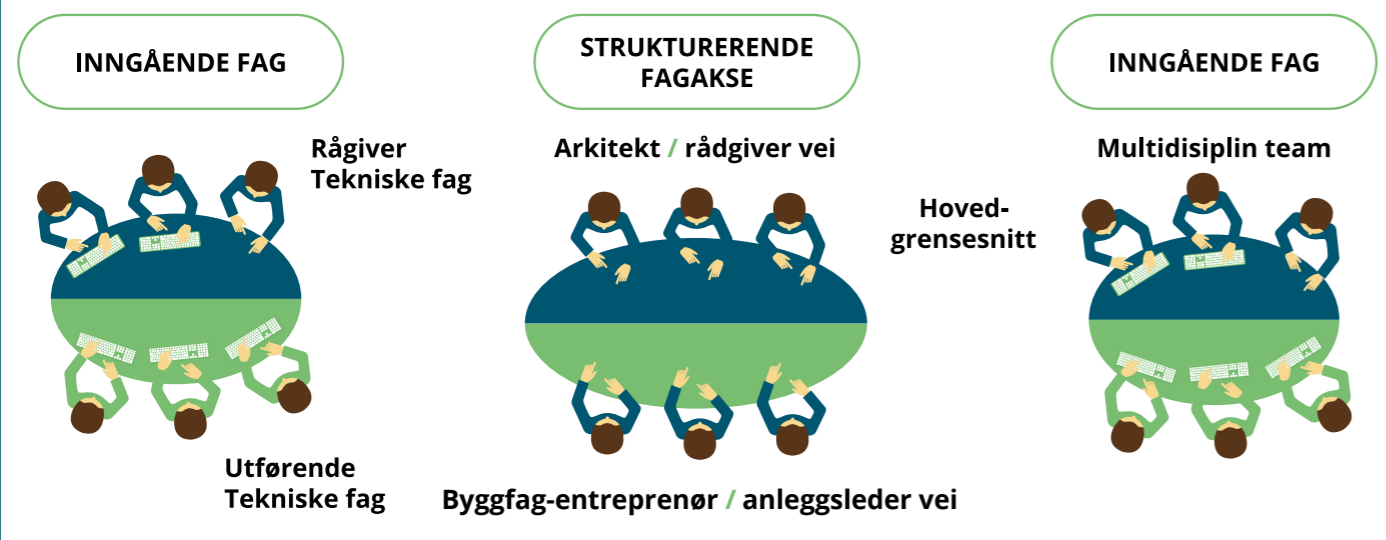 INNGÅENDE FAG
STRUKTURERENDE
FAGAKSE
INNGÅENDE FAG
Rågiver
Tekniske fag
Arkitekt / rådgiver vei
Multidisiplin team
Hoved-
grensesnitt
Utførende
Tekniske fag
Byggfag-entreprenør / anleggsleder vei